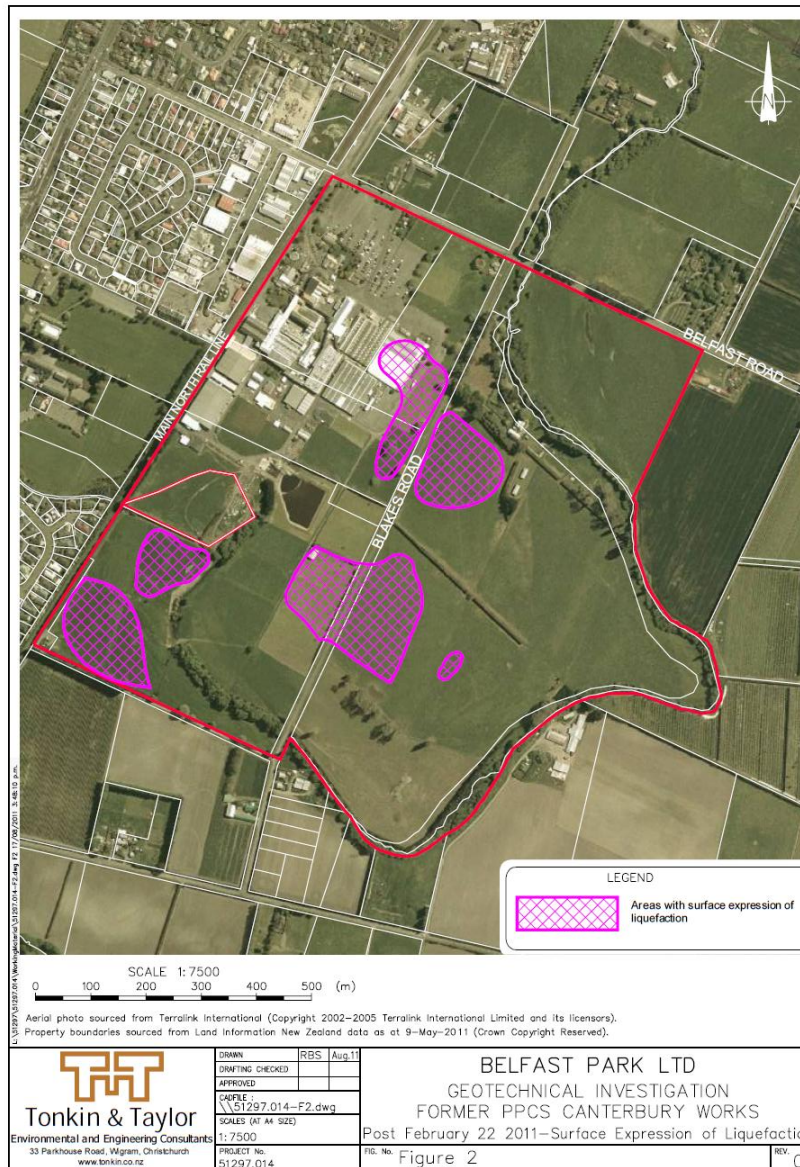 N
BELFAST ROAD
MAIN NORTH RAIL LINE
BLAKES ROAD
LEGEND
Areas with surface expression of
liquefaction
SCALE 1:7500
0 100 200 300 400 500 (m)
Aerial photo sourced from Terralink International (Copyright 2002-2005 Terralink International Limited and its licensors).
Property boundaries sourced from Land Information New Zealand data as at 9-May-2011 (Crown Copyright Reserved).
T&T
Tonkin & Taylor
Environmental and Engineering Consultants
33 Parkhouse Road, Wigram, Christchurch
www.tonkin.co.nz
DRAWN RBS Aug.11
DRAFTING CHECKED
APPROVED
CADFILE :
\\51297.014-F2.dwg
SCALES (AT A4 SIZE)
1:7500
PROJECT No.
51297.014
BELFAST PARK LTD
GEOTECHNICAL INVESTIGATION
FORMER PPCS CANTERBURY WORKS
Post February 22 2011-Surface Expression of Liquefactio
FIG. No. Figure 2
REV.